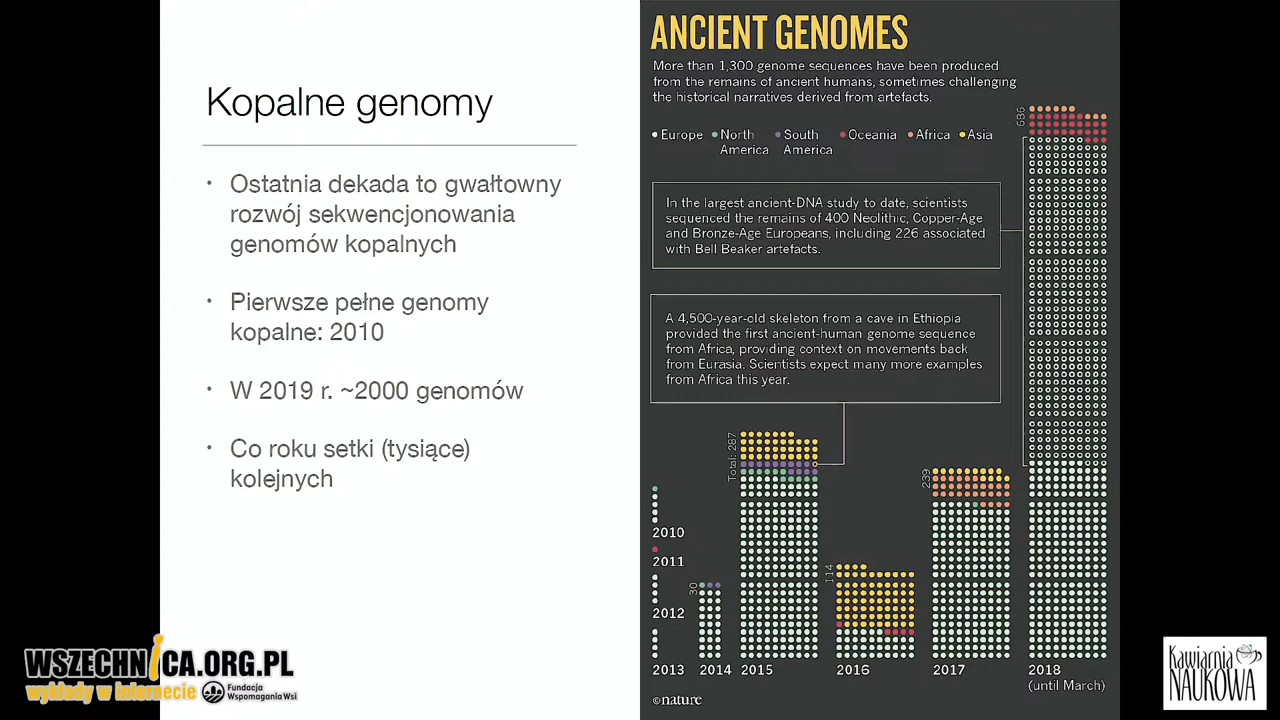 Kopalne genomy
• Ostatnia dekada to gwałtowny
rozwój sekwencjonowania
genomów kopalnych
• Pierwsze pełne genomy
kopalne: 2010
• W 2019 r. ~2000 genomów
• Co roku setki (tysiące)
kolejnych
ANCIENT GENOMES
More than 1,300 genome sequences have been produced
from the remains of ancient humans, sometimes challenging
the historical narratives derived from artefacts.
Europe North America South America Oceania Africa Asia
In the largest ancient-DNA study to date, scientists
sequenced the remains of 400 Neolithic, Copper-Age
and Bronze-Age Europeans, including 226 associated
with Bell Beaker artefacts.
A 4,500-year-old skeleton from a cave in Ethiopia
provided the first ancient-human genome sequence
from Africa, providing context on movements back
from Eurasia. Scientists expect many more examples
from Africa this year.
686
Total: 287
239
114
30
2010
2011
2012
2013 2014 2015 2016 2017 2018
(until March)
©nature
WSZECHNICA.ORG.PL
wykłady w internecie
Fundacja
Wspomagania Wsi
Kawiarnia
NAUKOWA